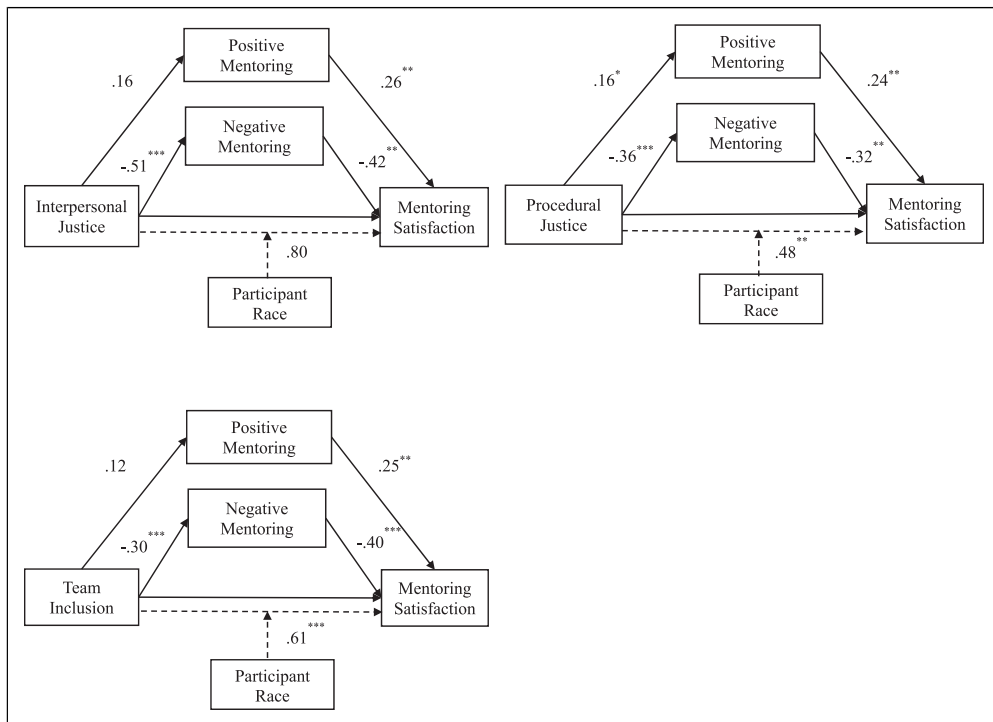 Positive
Mentoring
.16
.26**
Negative
Mentoring
-.51***
-.42**
Interpersonal
Justice
Mentoring
Satisfaction
.80
Participant
Race
Positive
Mentoring
.16*
.24**
Negative
Mentoring
-.36***
-.32**
Procedural
Justice
Mentoring
Satisfaction
.48**
Participant
Race
Positive
Mentoring
.12
.25**
Negative
Mentoring
-.30***
-.40***
Team
Inclusion
Mentoring
Satisfaction
.61***
Participant
Race